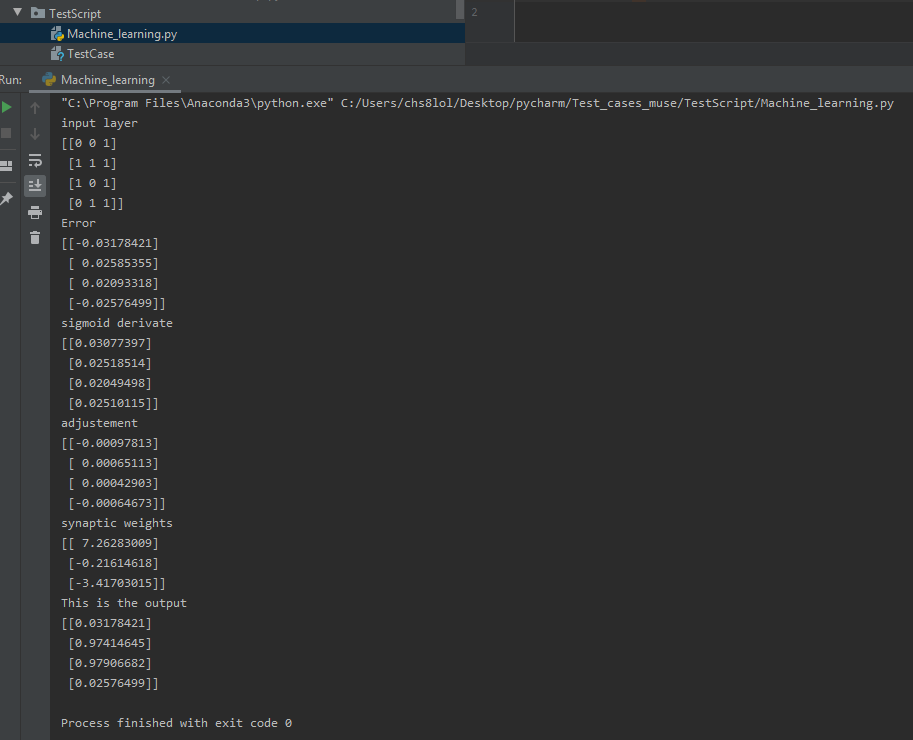 TestScript
2
Machine_learning.py
TestCase
Run:
Machine_learning
"C:\Program Files\Anaconda3\python.exe" C:/Users/chs8lol/Desktop/pycharm/Test_cases_muse/TestScript/Machine_learning.py
input layer
[[0 0 1]
[1 1 1]
[1 0 1]
[0 1 1]]
Error
[[-0.03178421]
[ 0.02585355]
[ 0.02093318]
[-0.02576499]]
sigmoid derivate
[[0.03077397]
[0.02518514]
[0.02049498]
[0.02510115]]
adjustement
[[-0.00097813]
[ 0.00065113]
[ 0.00042903]
[-0.00064673]]
synaptic weights
[[ 7.26283009]
[-0.21614618]
[-3.41703015]]
This is the output
[[0.03178421]
[0.97414645]
[0.97906682]
[0.02576499]]
Process finished with exit code 0